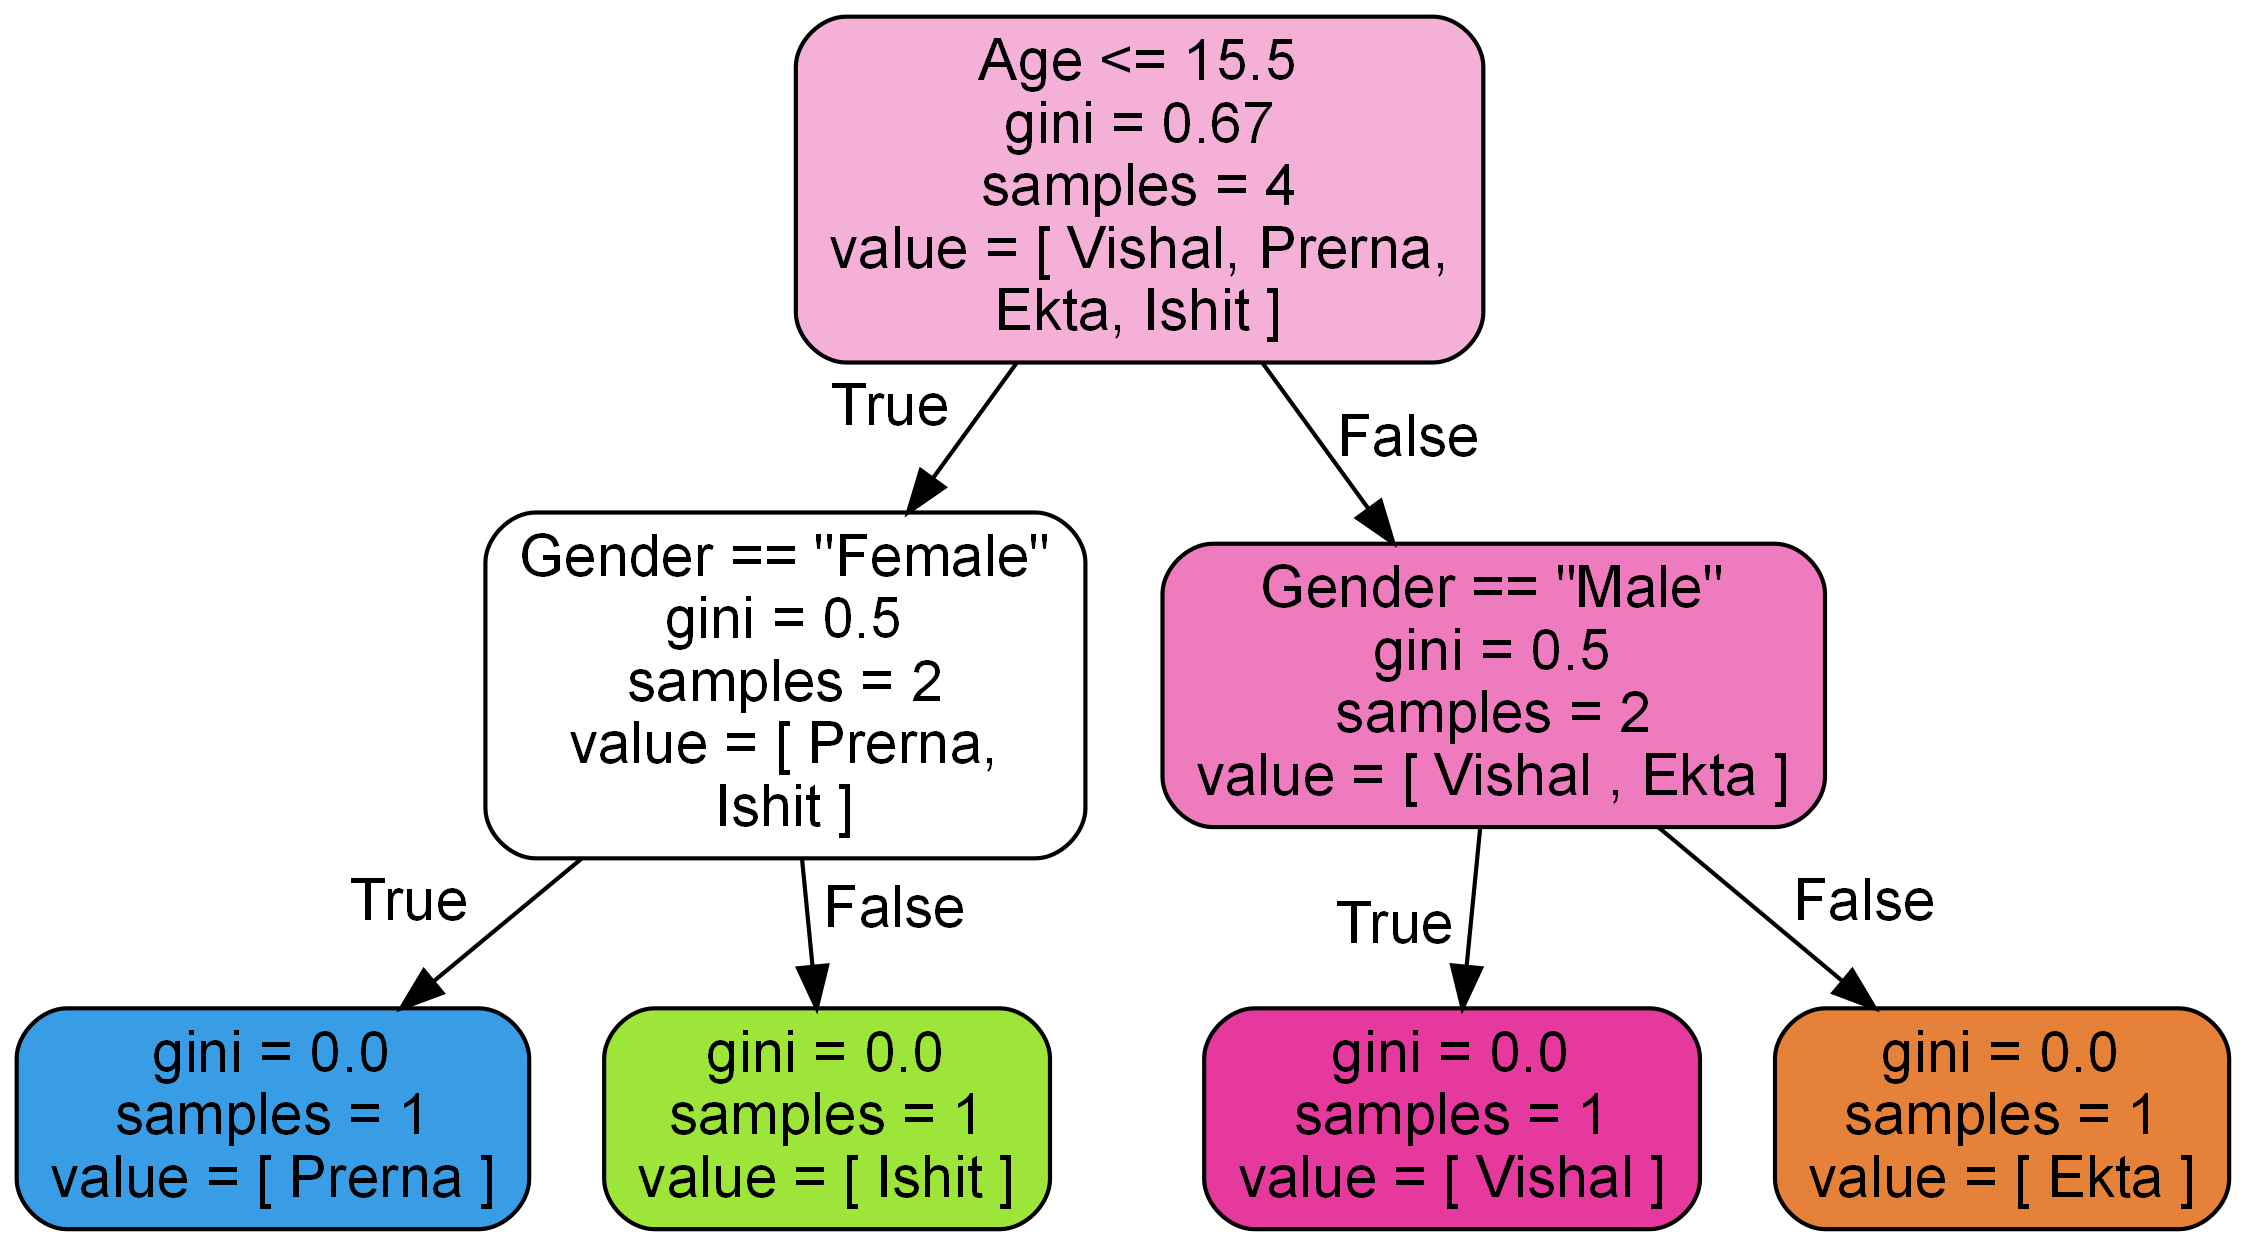 Age <= 15.5
gini = 0.67
samples = 4
value = [ Vishal, Prerna,
Ekta, Ishit ]
True
False
Gender == "Female"
gini = 0.5
samples = 2
value = [ Prerna,
Ishit ]
Gender == "Male"
gini = 0.5
samples = 2
value = [ Vishal , Ekta ]
True
False
True
False
gini = 0.0
samples = 1
value = [ Prerna ]
gini = 0.0
samples = 1
value = [ Ishit ]
gini = 0.0
samples = 1
value = [ Vishal ]
gini = 0.0
samples = 1
value = [ Ekta ]